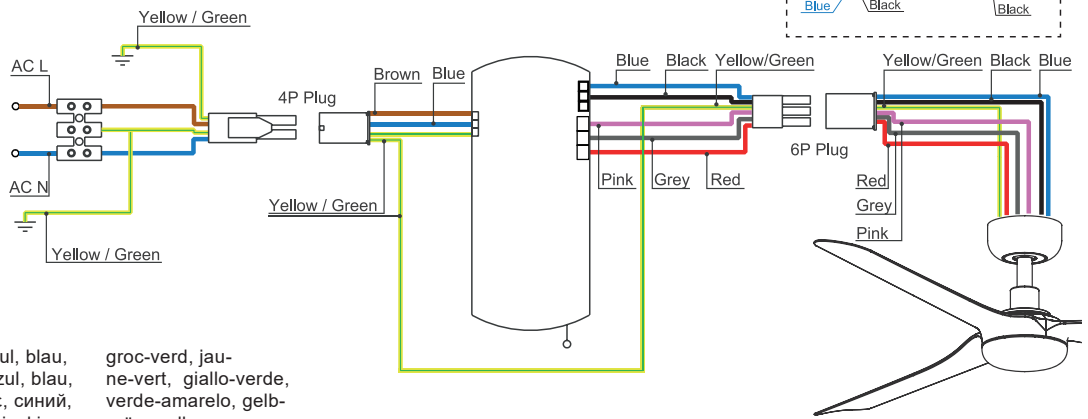 Blue
Black
Black
Yellow / Green
AC L
AC N
Yellow / Green
4P Plug
Brown
Blue
Yellow / Green
Blue
Black
Yellow/Green
Pink
Grey
Red
6P Plug
Yellow/Green
Black
Blue
Red
Grey
Pink
blau,
blau,
синий,
groc-verd, jau-
ne-vert, giallo-verde,
verde-amarelo, gelb-